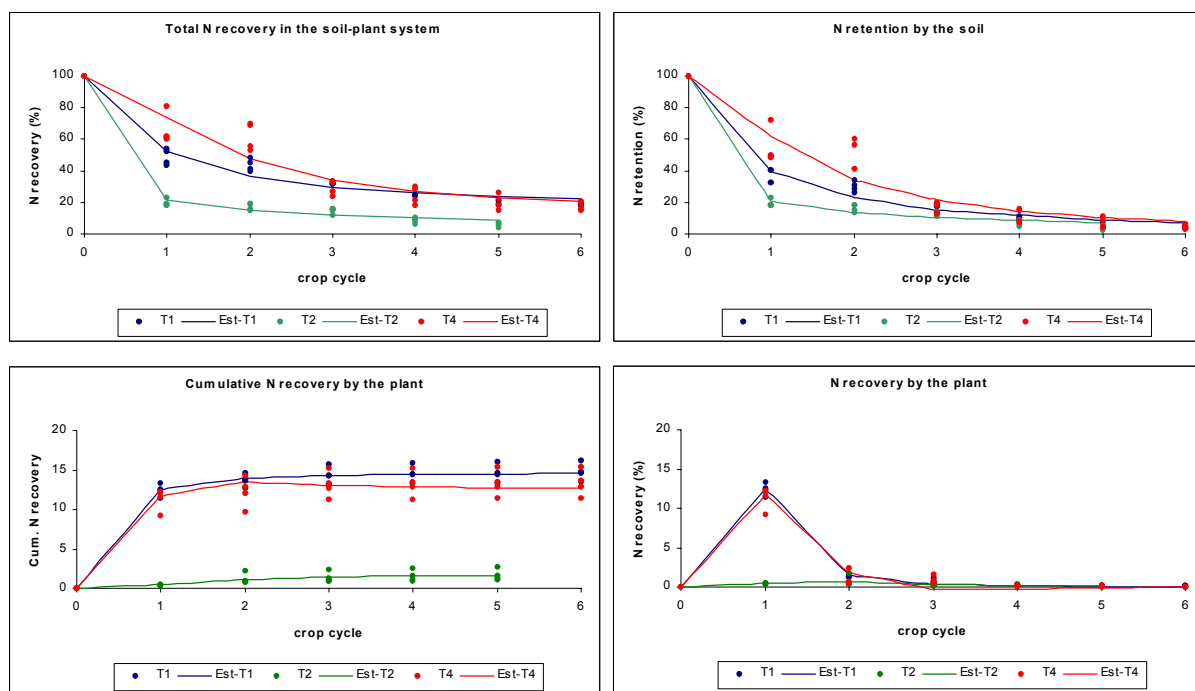 Total N recovery in the soil-plant system
N recovery (%)
100
80
60
40
20
0
0 1 2 3 4 5 6
crop cycle
T1 Est-T1 T2 Est-T2 T4 Est-T4
N retention by the soil
N retention (%)
100
80
60
40
20
0
0 1 2 3 4 5 6
crop cycle
T1 Est-T1 T2 Est-T2 T4 Est-T4
Cumulative N recovery by the plant
Cum. N recovery
20
15
10
5
0
0 1 2 3 4 5 6
crop cycle
T1 Est-T1 T2 Est-T2 T4 Est-T4
N recovery by the plant
N recovery (%)
20
15
10
5
0
0 1 2 3 4 5 6
crop cycle
T1 Est-T1 T2 Est-T2 T4 Est-T4